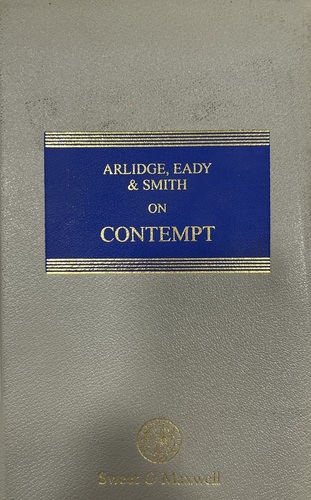 ARLIDGE, EADY
& SMITH
ON
CONTEMPT
Sweet & Maxwell